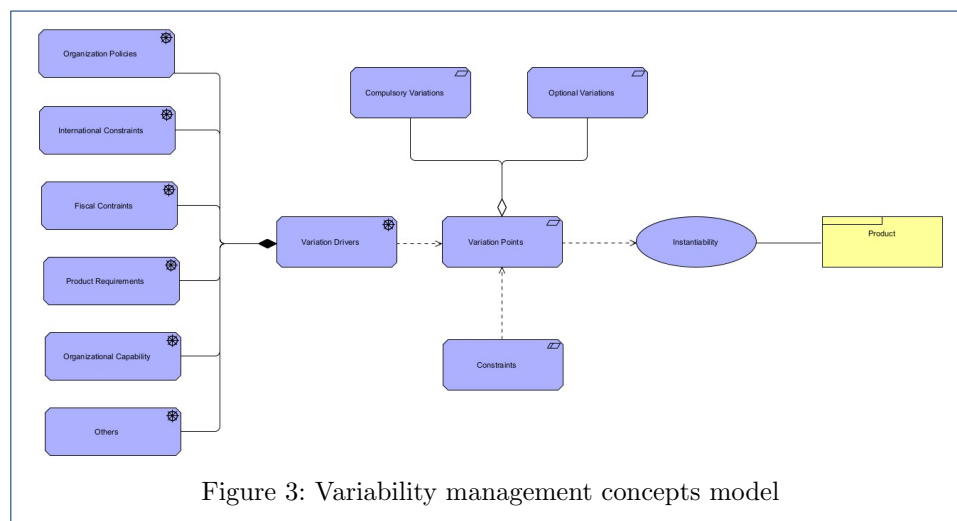 Organization Policies
Compulsory Variations
Optional Variations
International Constraints
Fiscal Contraints
Variation Drivers
Variation Points
Instantiability
Product
Product Requirements
Organizational Capability
Constraints
Others
Figure 3: Variability management concepts model